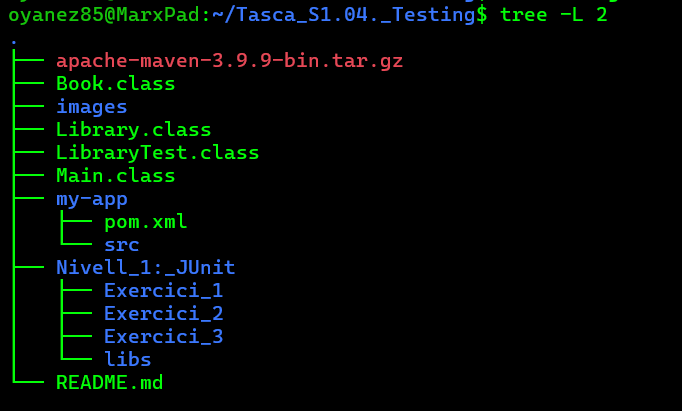 oyanez85@MarxPad:~/Tasca_S1.04._Testing$ tree -L 2
.
├── apache-maven-3.9.9-bin.tar.gz
├── Book.class
├── images
├── Library.class
├── LibraryTest.class
├── Main.class
├── my-app
│   ├── pom.xml
│   └── src
├── Nivell_1:_JUnit
│   ├── Exercici_1
│   ├── Exercici_2
│   ├── Exercici_3
│   └── libs
└── README.md